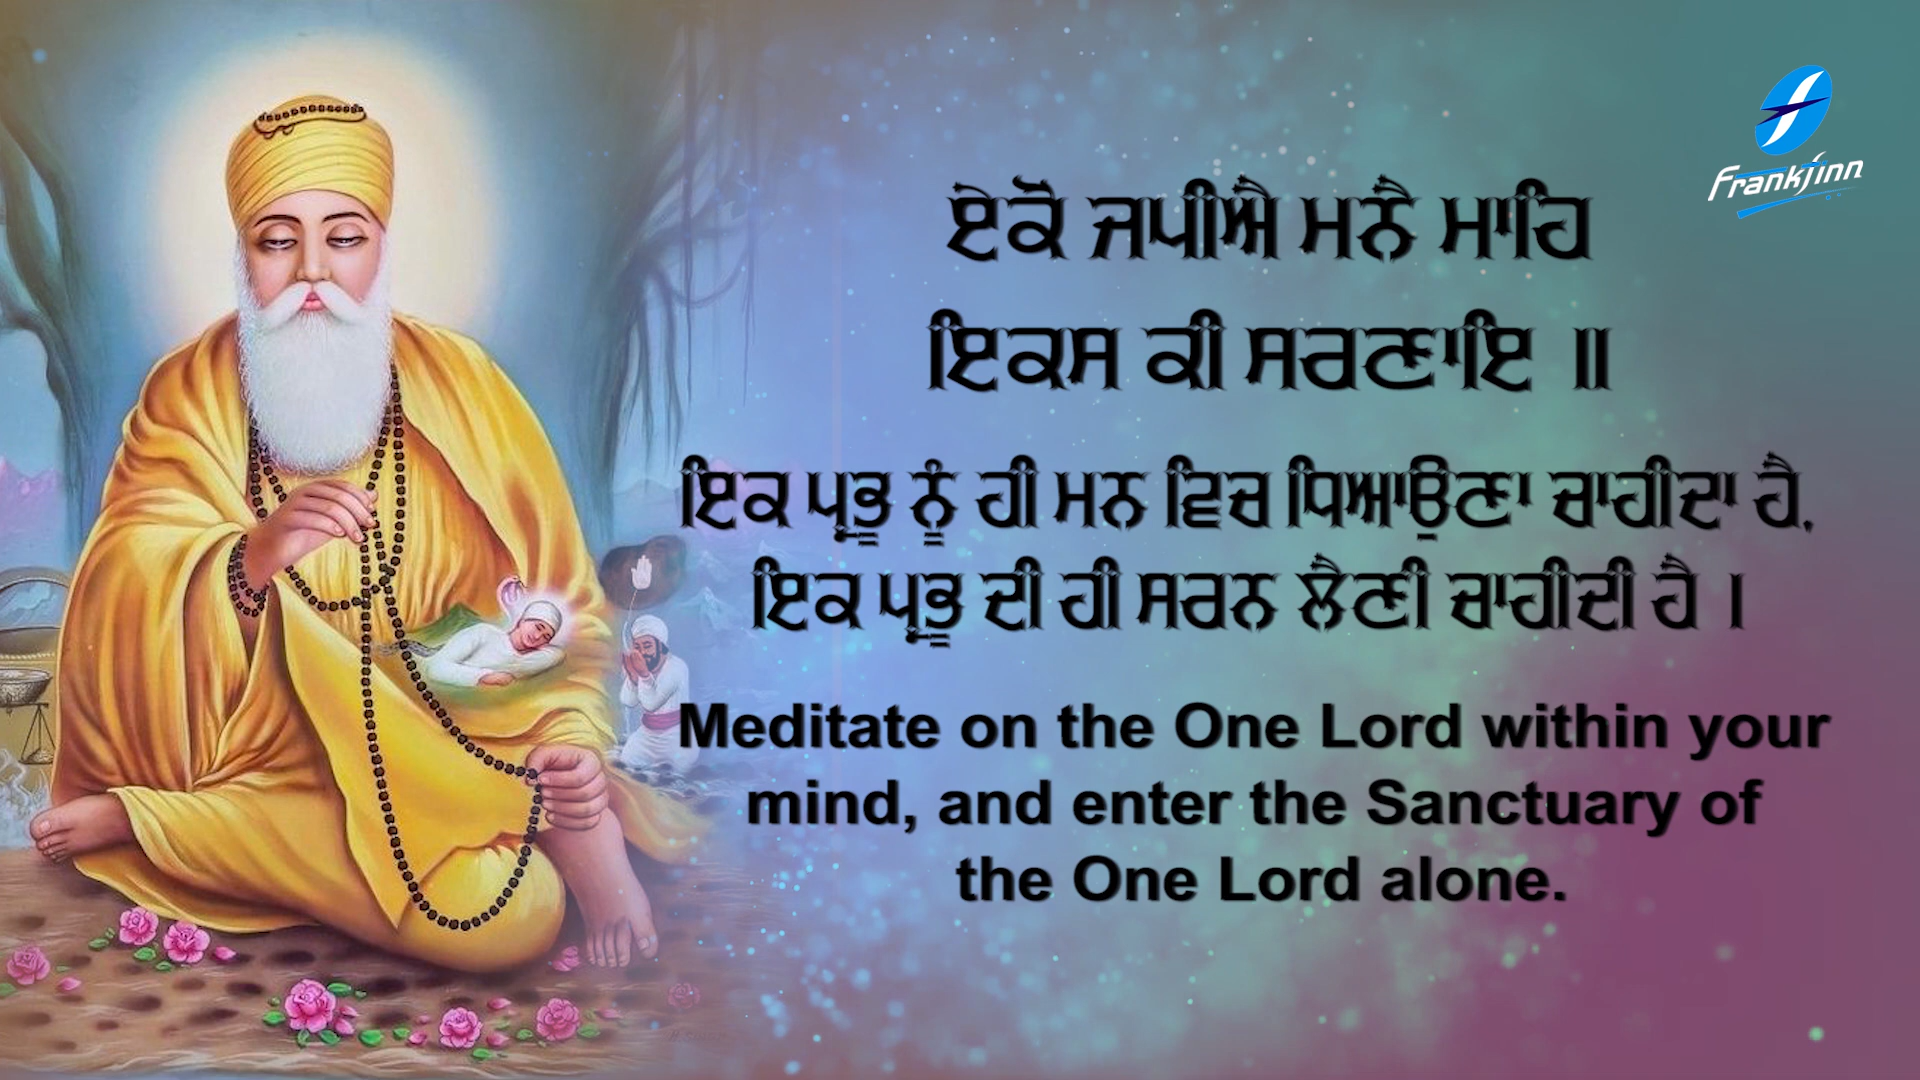 Frankfinn
ਏਕੋ ਜਪੀਐ ਮਨੈ ਮਾਹਿ
ਇਕਸ ਕੀ ਸਰਣਾਇ ॥
ਇਕ ਪ੍ਰਭੂ ਨੂੰ ਹੀ ਮਨ ਵਿਚ ਧਿਆਉਣਾ ਚਾਹੀਦਾ ਹੈ,
ਇਕ ਪ੍ਰਭੂ ਦੀ ਹੀ ਸਰਨ ਲੈਣੀ ਚਾਹੀਦੀ ਹੈ ।
Meditate on the One Lord within your
mind, and enter the Sanctuary of
the One Lord alone.